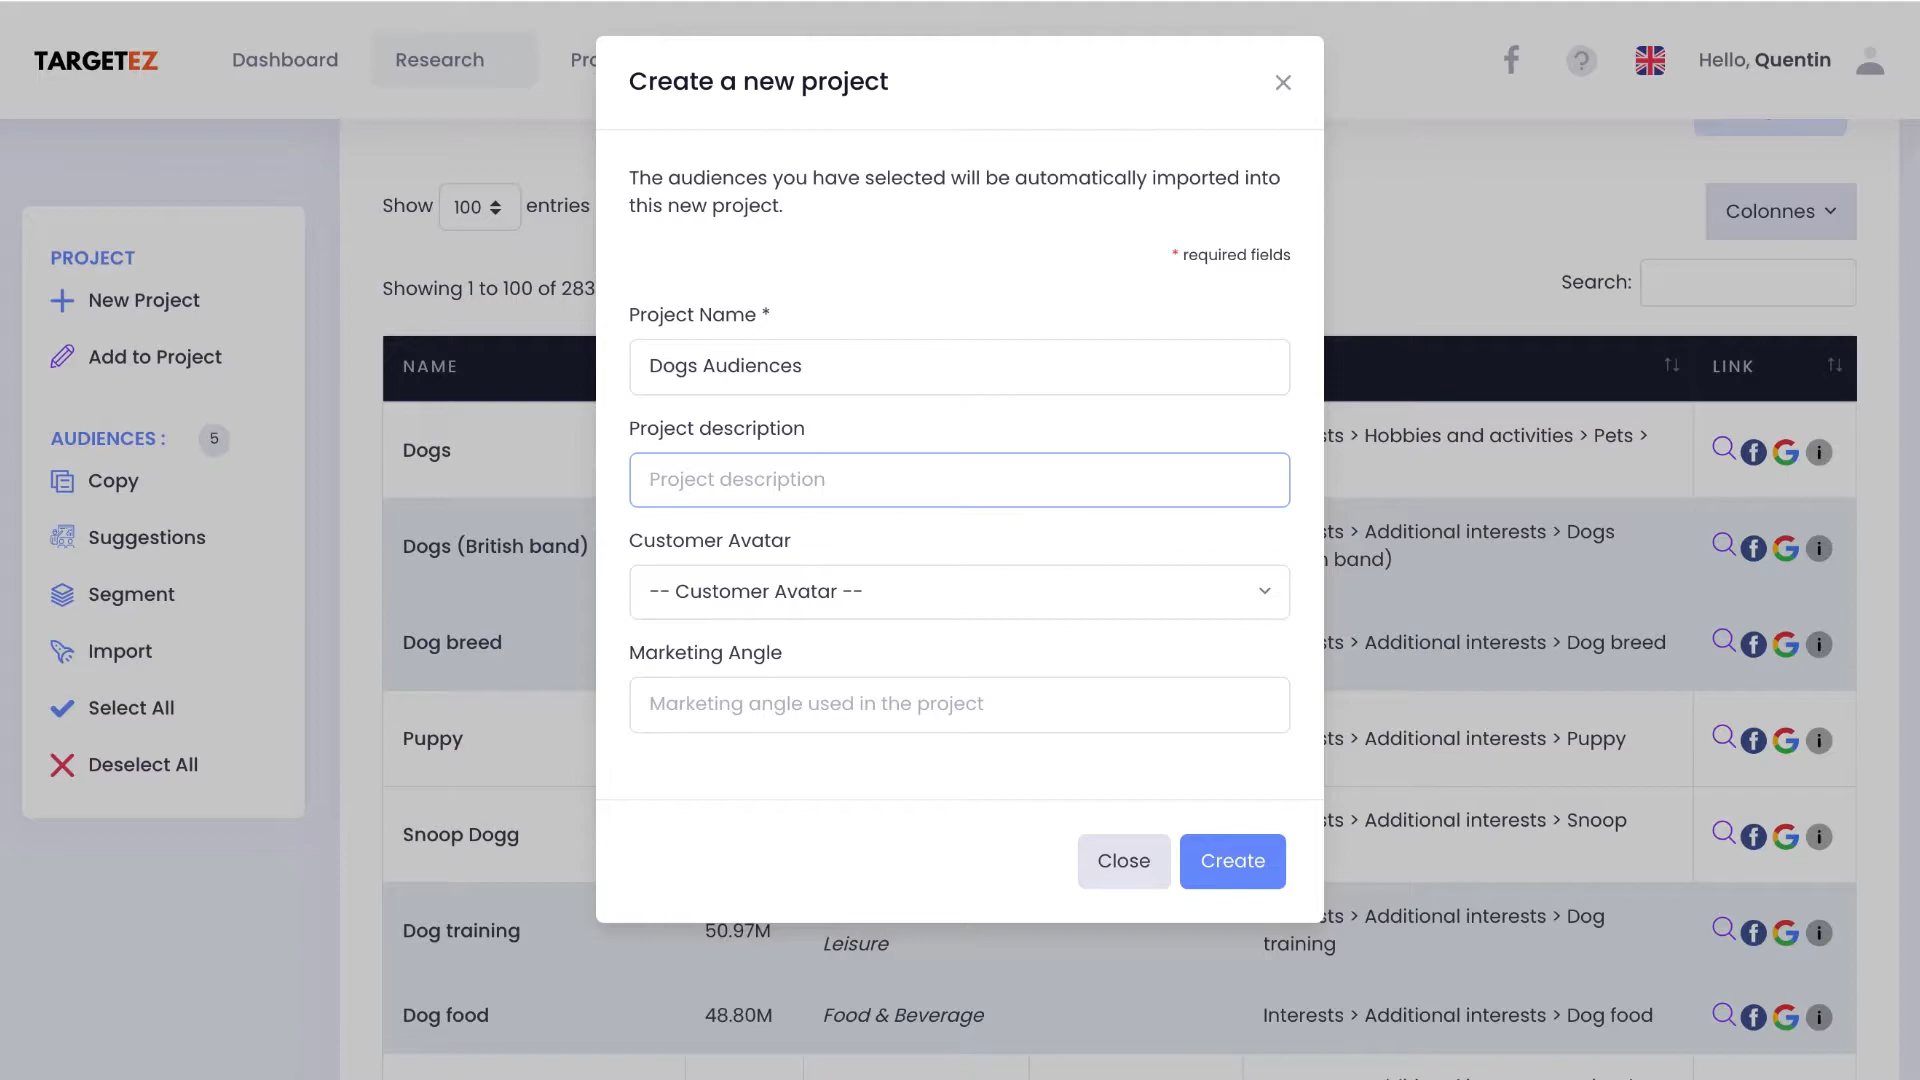 TARGETEZ
Dashboard
Research
Pro
Hello, Quentin
PROJECT
New Project
Add to Project
AUDIENCES :
5
Copy
Suggestions
Segment
Import
Select All
Deselect All
Show 100 entries
Colonnes
Showing 1 to 100 of 283
Search:
NAME
LINK
Dogs
sts > Hobbies and activities > Pets >
Dogs (British band)
sts > Additional interests > Dogs
band)
Dog breed
sts > Additional interests > Dog breed
Puppy
sts > Additional interests > Puppy
Snoop Dogg
sts > Additional interests > Snoop
Dog training
50.97M
Leisure
sts > Additional interests > Dog
training
Dog food
48.80M
Food & Beverage
Interests > Additional interests > Dog food
Create a new project
The audiences you have selected will be automatically imported into
this new project.
* required fields
Project Name *
Dogs Audiences
Project description
Project description
Customer Avatar
-- Customer Avatar --
Marketing Angle
Marketing angle used in the project
Close
Create